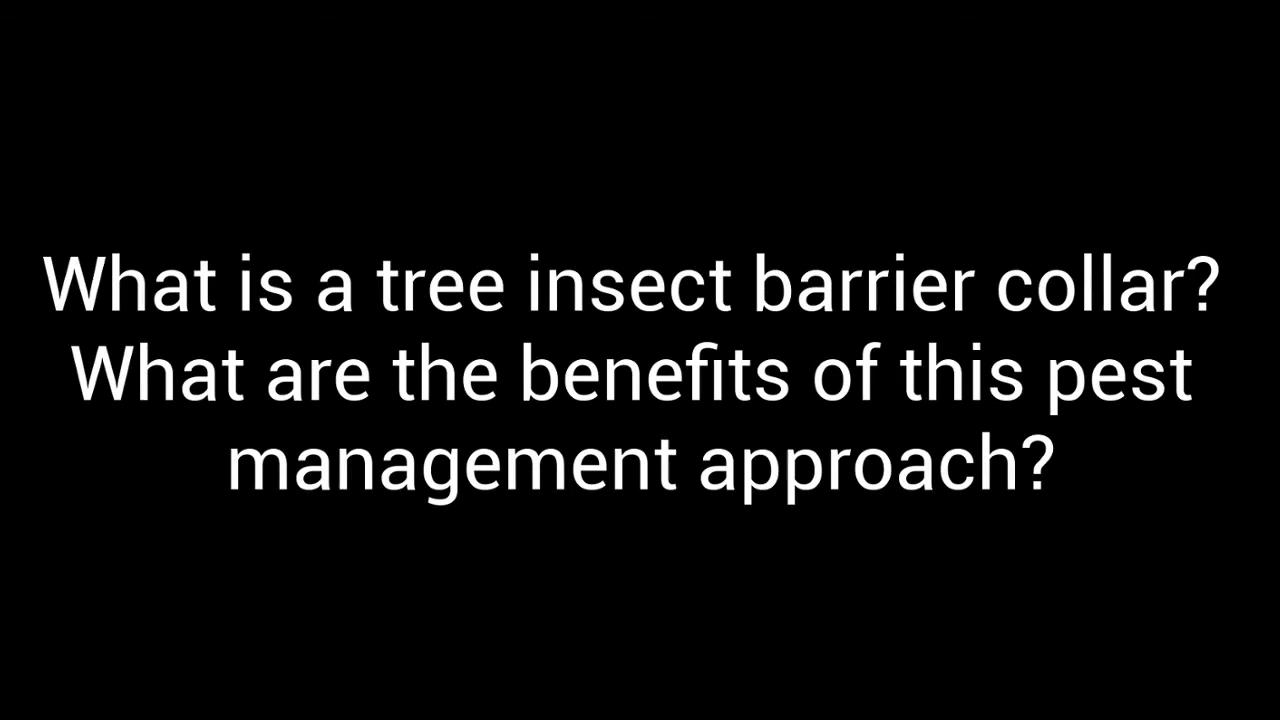 What is a tree insect barrier collar?
What are the benefits of this pest
management approach?